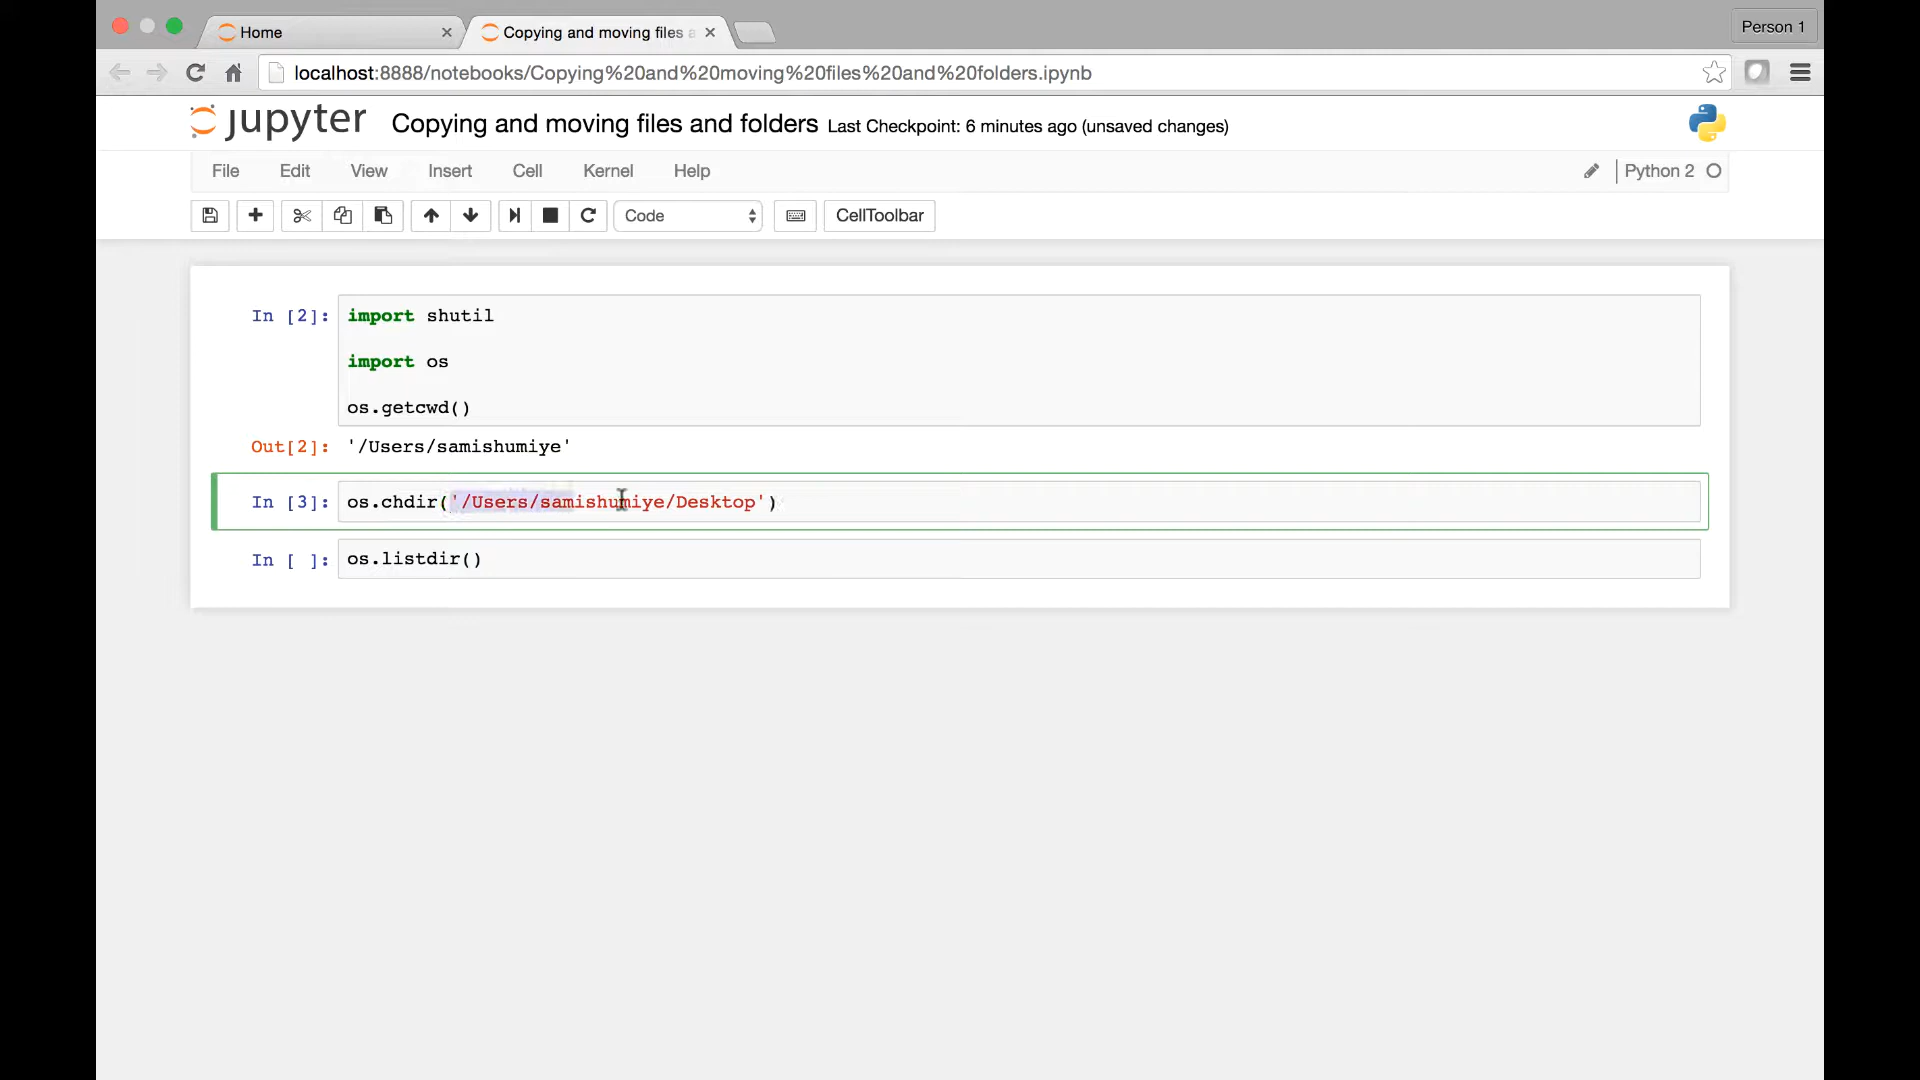 Home
Copying and moving files a
Person 1
localhost:8888/notebooks/Copying%20and%20moving%20files%20and%20folders.ipynb
jupyter Copying and moving files and folders Last Checkpoint: 6 minutes ago (unsaved changes)
File Edit View Insert Cell Kernel Help Python 2
Code CellToolbar
In [2]: import shutil
import os
os.getcwd()
Out[2]: '/Users/samishumiye'
In [3]: os.chdir('/Users/samishumiye/Desktop')
In [ ]: os.listdir()